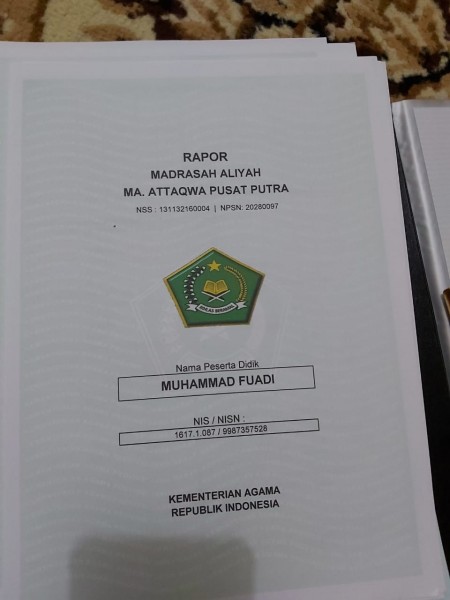 RAPOR
MADRASAH ALIYAH
MA. ATTAQWA PUSAT PUTRA
NSS : 131132160004 | NPSN: 20280097
IKHLAS BERAMAL
Nama Peserta Didik
MUHAMMAD FUADI
NIS / NISN :
1617.1.087 / 9987357528
KEMENTERIAN AGAMA
REPUBLIK INDONESIA